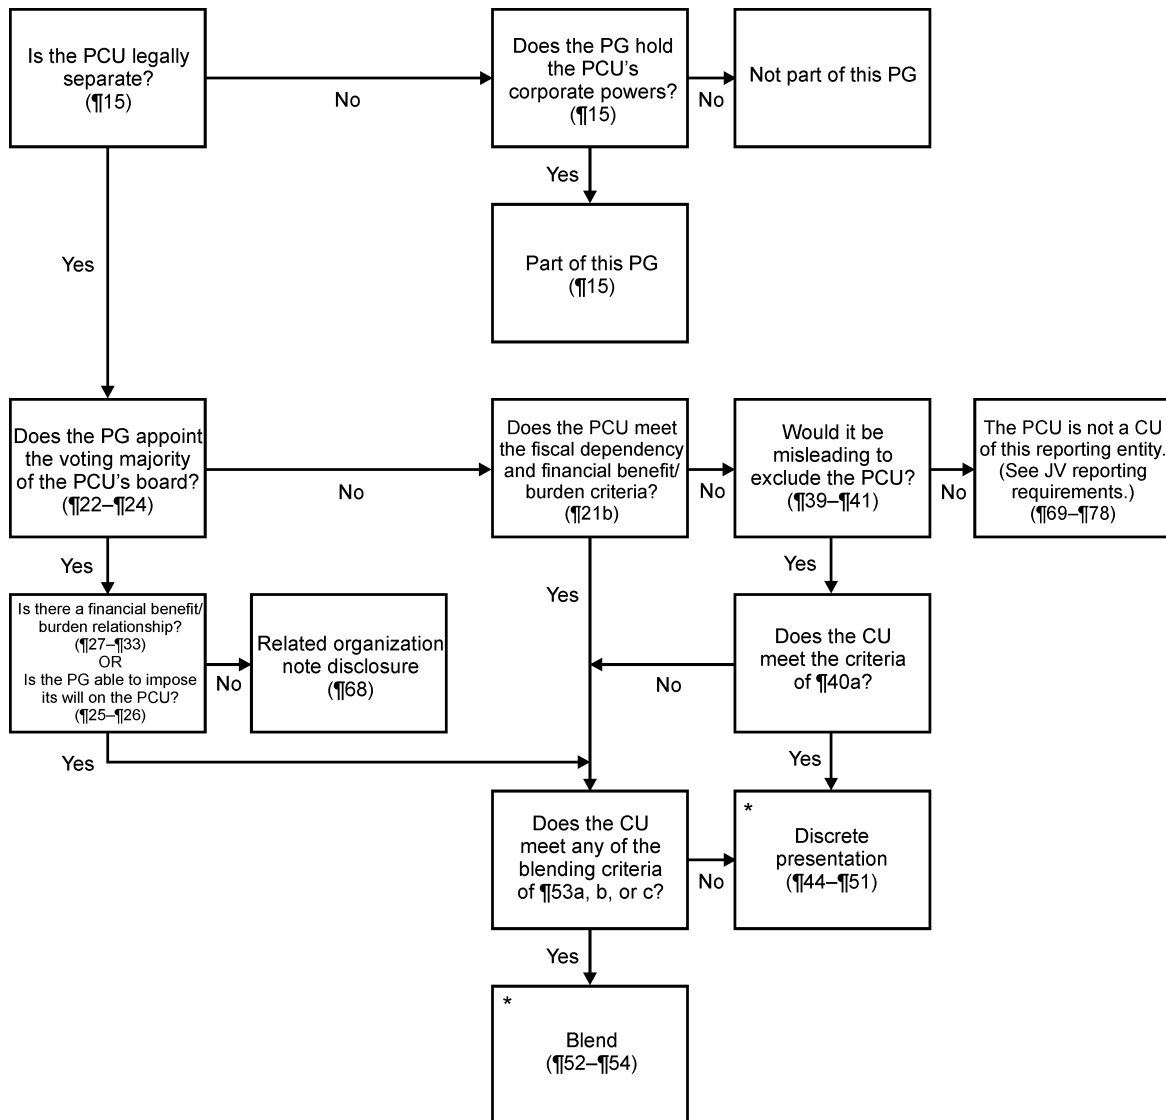 Is the PCU legally
separate?
(¶15)
No
Does the PG hold
the PCU's
corporate powers?
(¶15)
No
Not part of this PG
Yes
Part of this PG
(¶15)
Yes
Does the PG appoint
the voting majority
of the PCU's board?
(¶22–¶24)
No
Does the PCU meet
the fiscal dependency
and financial benefit/
burden criteria?
(¶21b)
No
Would it be
misleading to
exclude the PCU?
(¶39–¶41)
No
The PCU is not a CU
of this reporting entity.
(See JV reporting
requirements.)
(¶69–¶78)
Yes
Yes
Yes
Is there a financial benefit/
burden relationship?
(¶27–¶33)
OR
Is the PG able to impose
its will on the PCU?
(¶25–¶26)
No
Related organization
note disclosure
(¶68)
Does the CU
meet the criteria
of ¶40a?
No
Yes
Yes
Does the CU
meet any of the
blending criteria
of ¶53a, b, or c?
No
*
Discrete
presentation
(¶44–¶51)
Yes
*
Blend
(¶52–¶54)